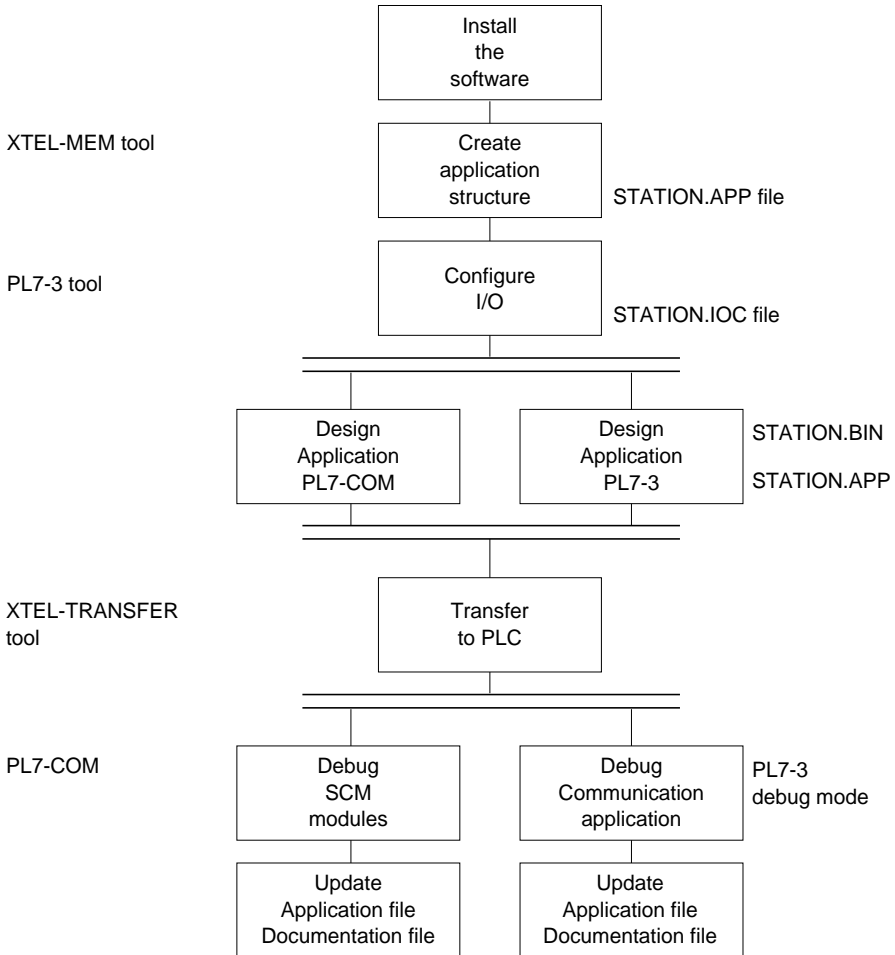 Install
the
software
XTEL-MEM tool
Create
application
structure
STATION.APP file
PL7-3 tool
Configure
I/O
STATION.IOC file
Design
Application
PL7-COM
Design
Application
PL7-3
STATION.BIN
STATION.APP
XTEL-TRANSFER
tool
Transfer
to PLC
PL7-COM
Debug
SCM
modules
Debug
Communication
application
PL7-3
debug mode
Update
Application file
Documentation file
Update
Application file
Documentation file